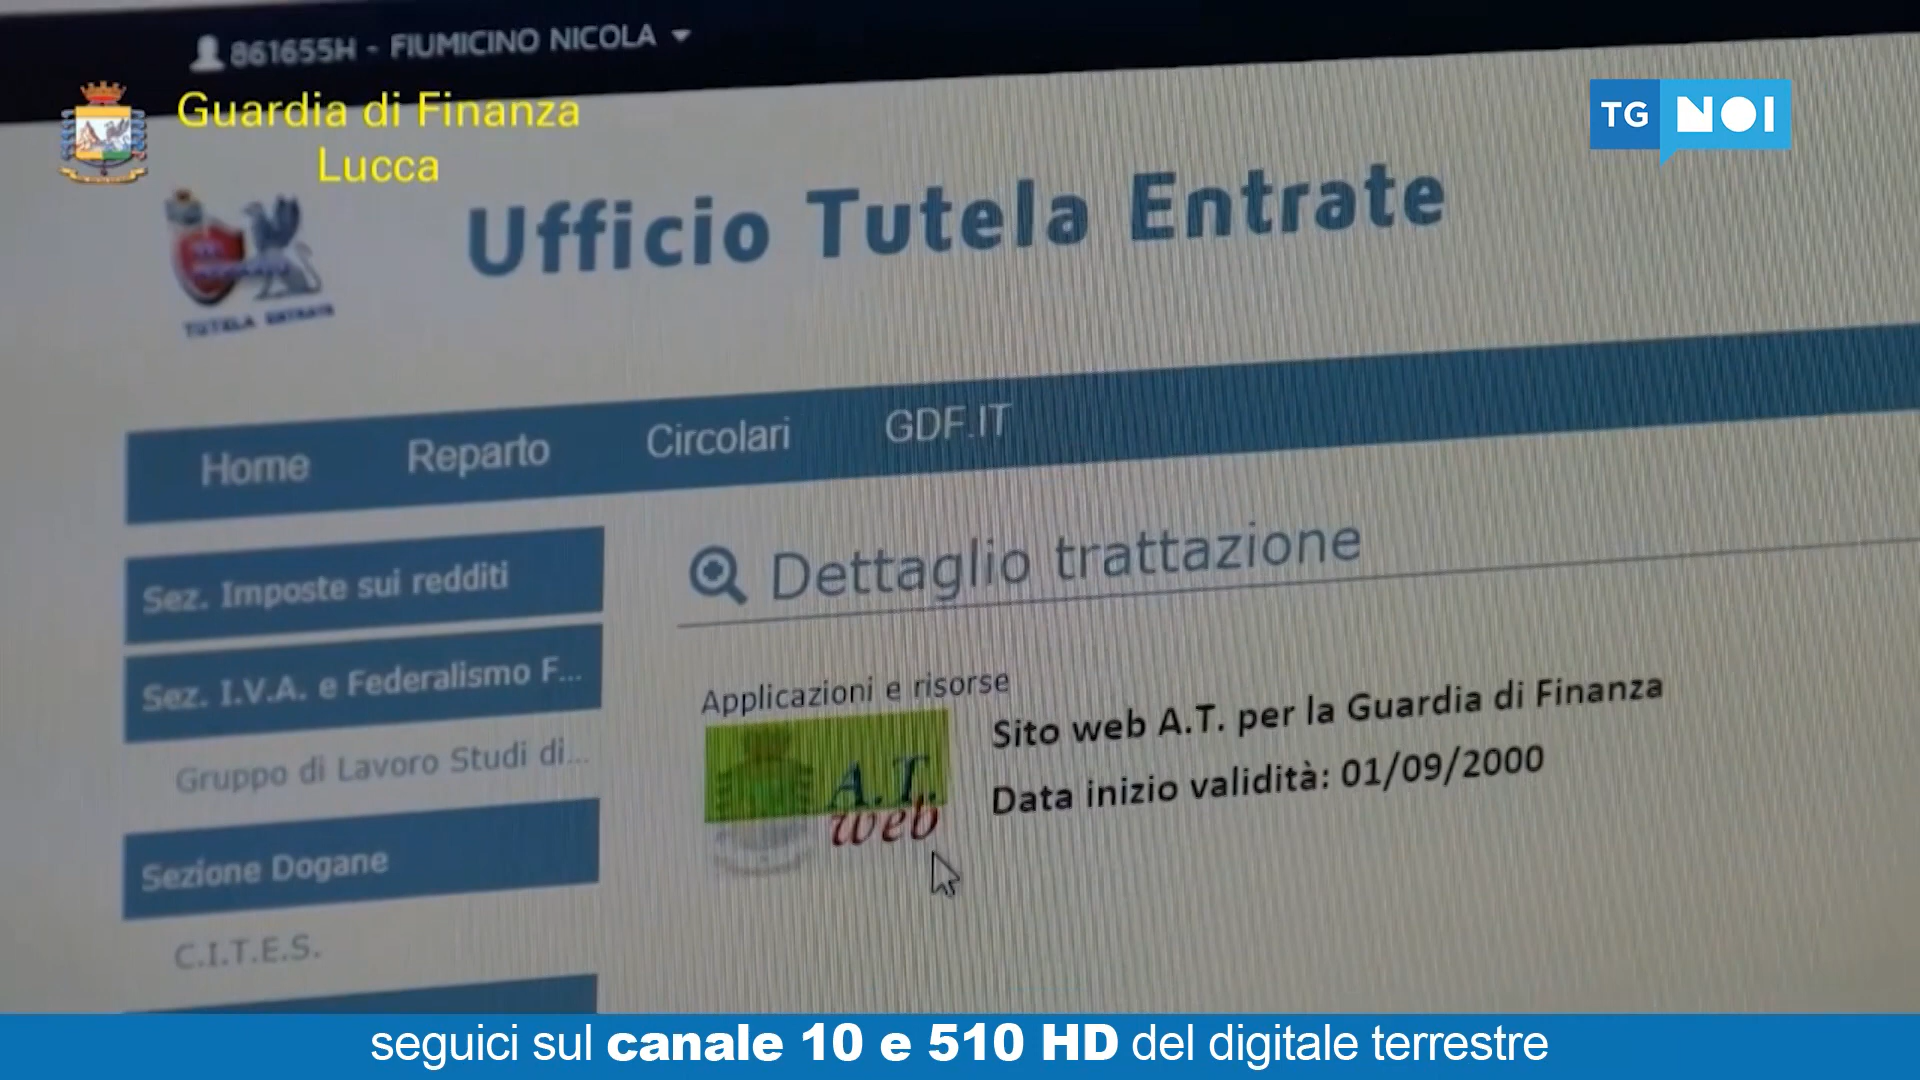 861655H - FIUMICINO NICOLA
Guardia di Finanza
Lucca
TG NOI
TUTELA ENTRATE
Ufficio Tutela Entrate
Home Reparto Circolari GDF.IT
Sez. Imposte sui redditi
Sez. I.V.A. e Federalismo F...
Gruppo di Lavoro Studi di...
Sezione Dogane
C.I.T.E.S.
Dettaglio trattazione
Applicazioni e risorse
A.T.
web
Sito web A.T. per la Guardia di Finanza
Data inizio validità: 01/09/2000
seguici sul canale 10 e 510 HD del digitale terrestre